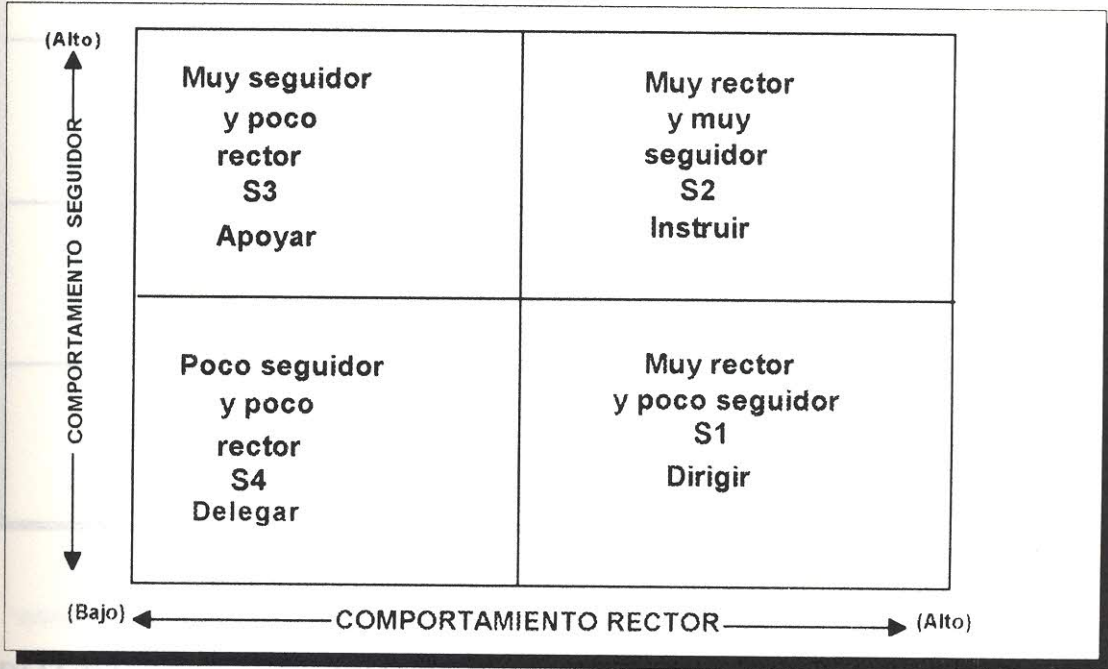 (Alto)
COMPORTAMIENTO SEGUIDOR
Muy seguidor
y poco
rector
S3
Apoyar
Muy rector
y muy
seguidor
S2
Instruir
Poco seguidor
y poco
rector
S4
Delegar
Muy rector
y poco seguidor
S1
Dirigir
(Bajo)
COMPORTAMIENTO RECTOR
(Alto)